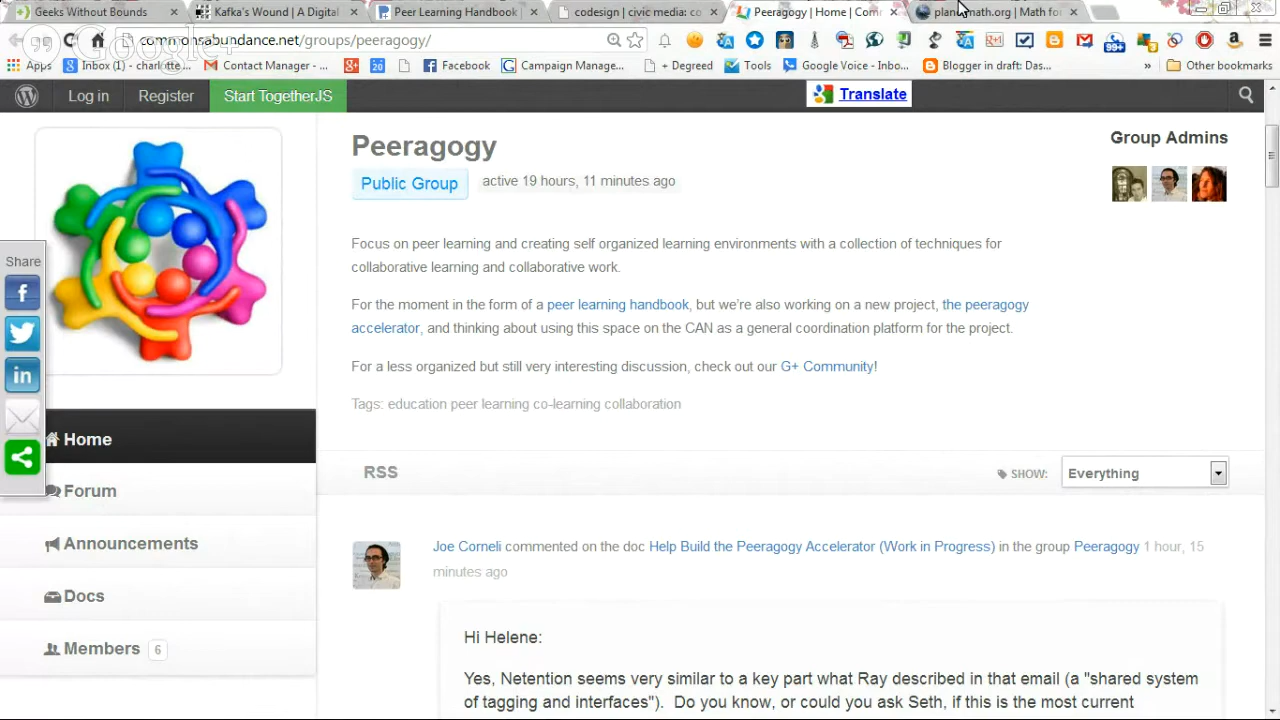 Geeks Without Bounds
Kafka's Wound | A Digital
Peer Learning Handbook
codesign | civic media: co
Peeragogy | Home | Comm
planetmath.org | Math for
commonsabundance.net/groups/peeragogy/
99+
Apps
Inbox (1) - charlotte...
Contact Manager - ...
20
Facebook
Campaign Manage...
+ Degreed
Tools
Google Voice - Inbo...
Blogger in draft: Das...
»
Other bookmarks
Log in
Register
Start TogetherJS
Translate
Peeragogy
Group Admins
Public Group
active 19 hours, 11 minutes ago
Focus on peer learning and creating self organized learning environments with a collection of techniques for
collaborative learning and collaborative work.
For the moment in the form of a peer learning handbook, but we're also working on a new project, the peeragogy
accelerator, and thinking about using this space on the CAN as a general coordination platform for the project.
For a less organized but still very interesting discussion, check out our G+ Community!
Tags: education peer learning co-learning collaboration
Share
Home
Forum
Announcements
Docs
Members 6
RSS
SHOW:
Everything
Joe Corneli commented on the doc Help Build the Peeragogy Accelerator (Work in Progress) in the group Peeragogy 1 hour, 15
minutes ago
Hi Helene:
Yes, Netention seems very similar to a key part what Ray described in that email (a "shared system
of tagging and interfaces"). Do you know, or could you ask Seth, if this is the most current